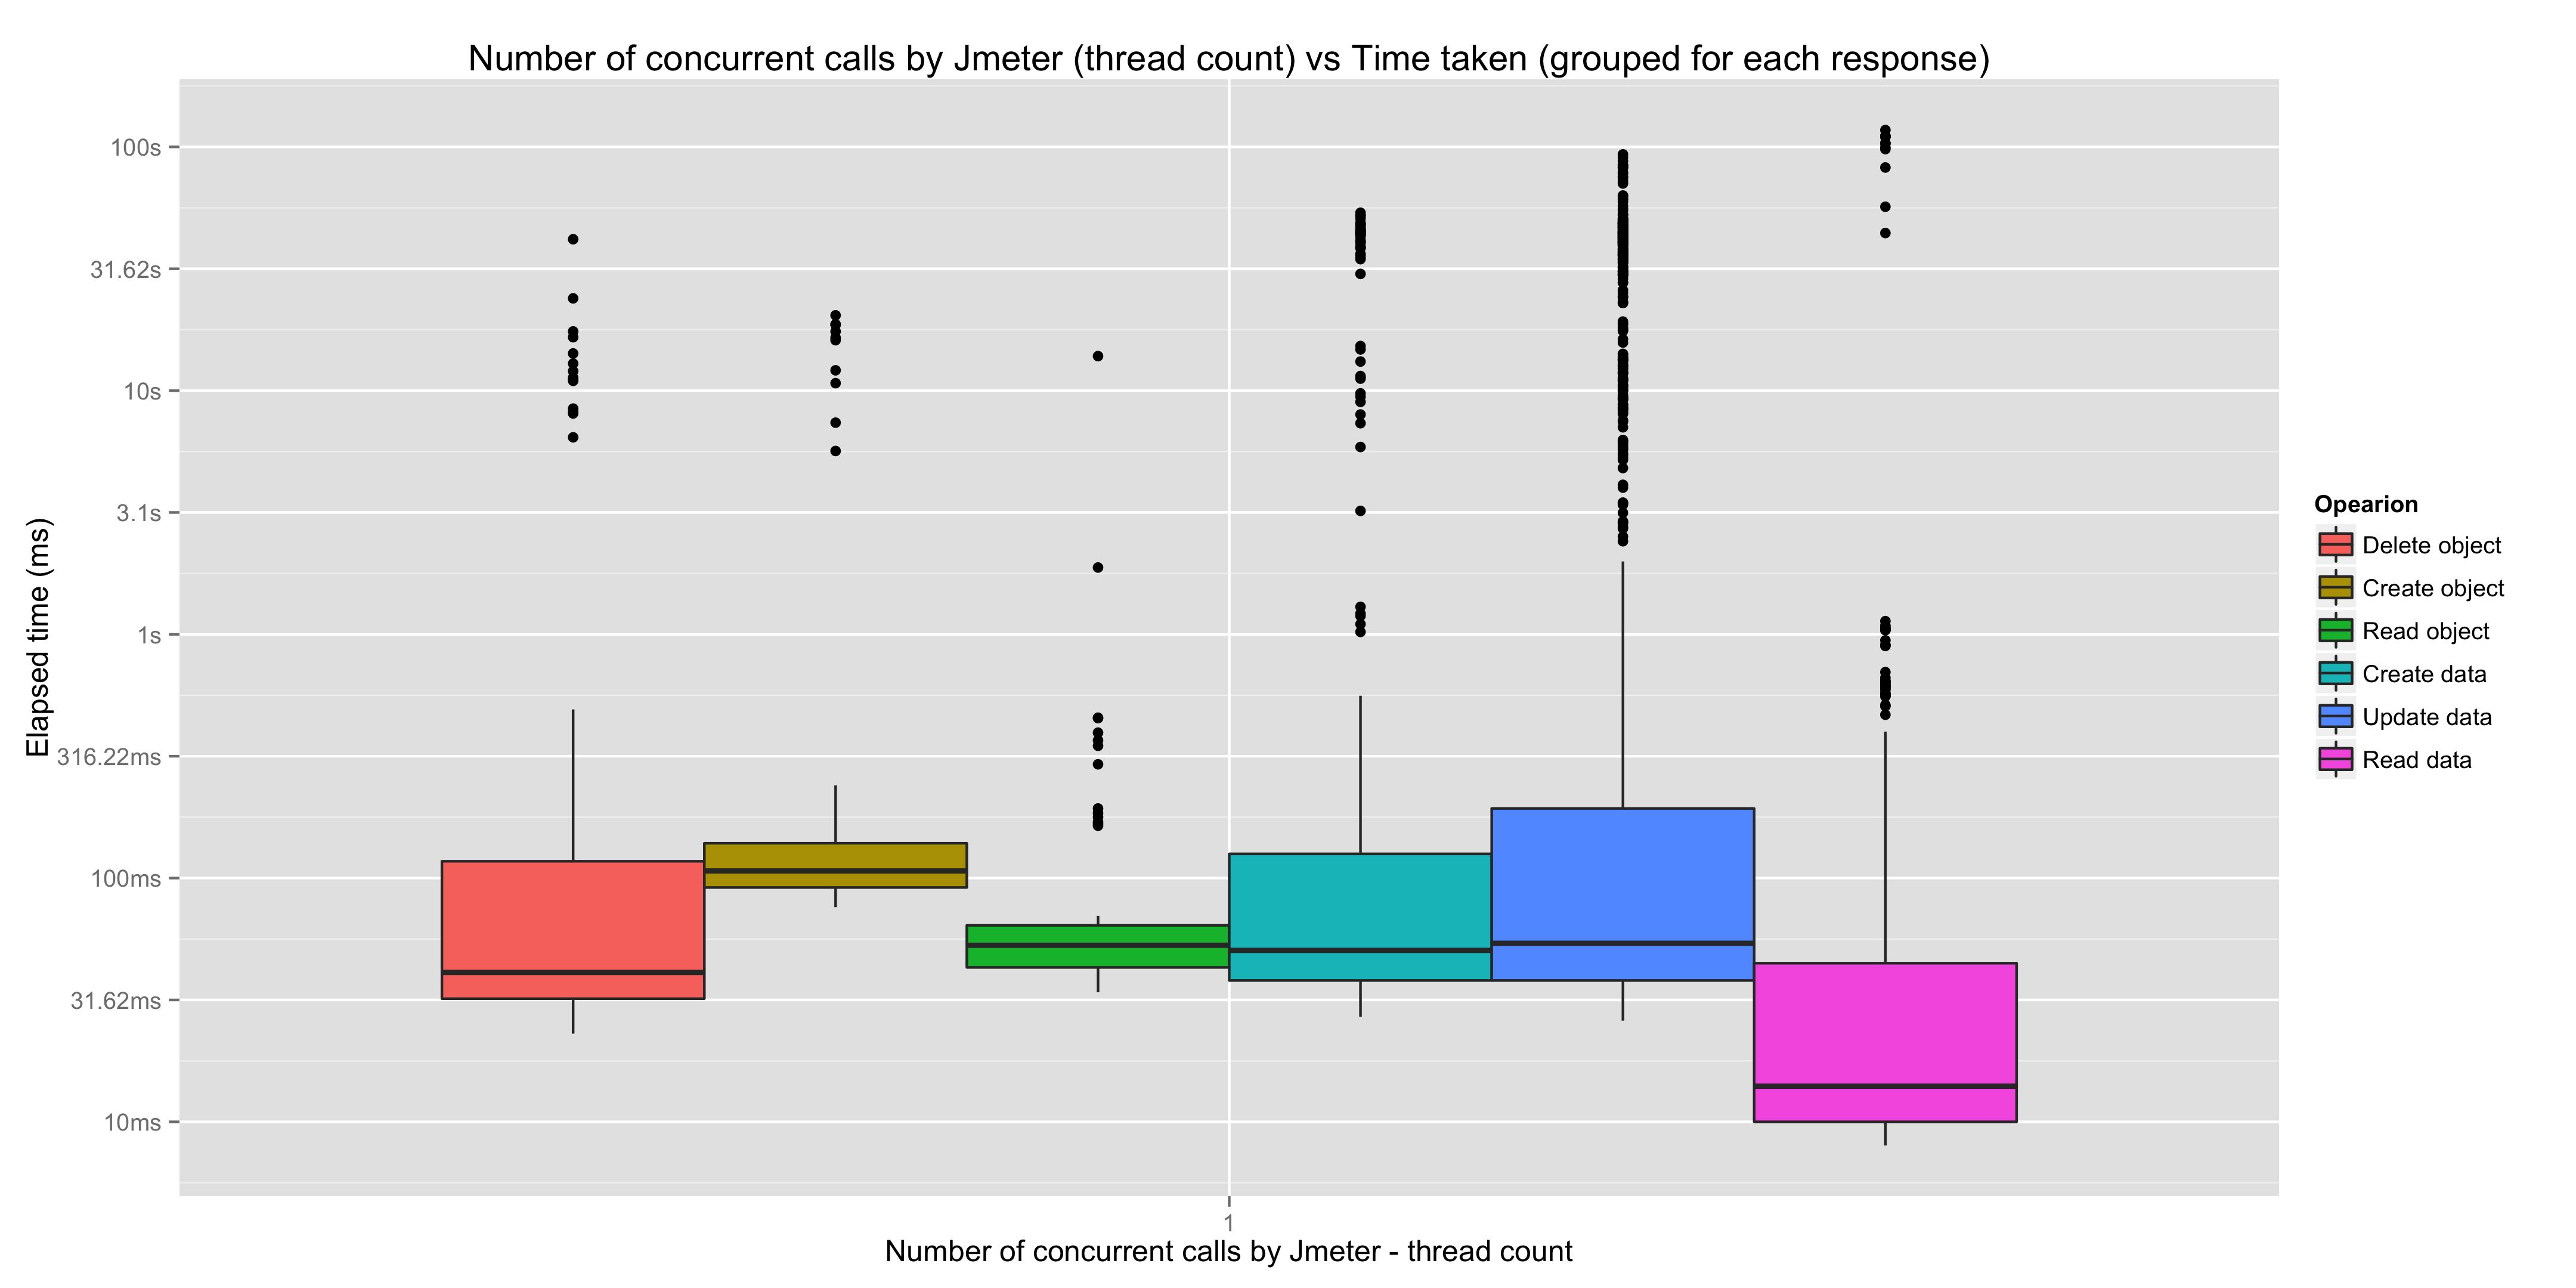 Number of concurrent calls by Jmeter (thread count) vs Time taken (grouped for each response)
Elapsed time (ms)
100s
31.62s
10s
3.1s
1s
316.22ms
100ms
31.62ms
10ms
1
Number of concurrent calls by Jmeter - thread count
Opearion
Delete object
Create object
Read object
Create data
Update data
Read data